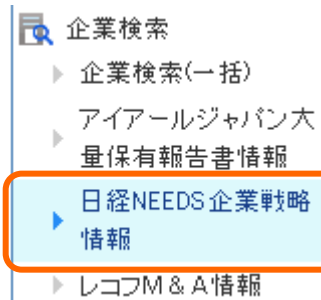 企業検索
企業検索(一括)
アイアールジャパン大
量保有報告書情報
日経NEEDS企業戦略
情報
レコフM＆A情報